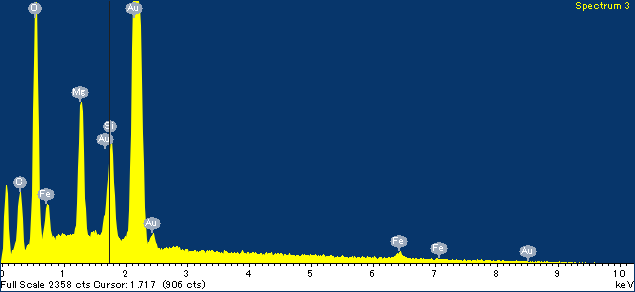 Spectrum 3
O Au
Mg
Si
Au
O Fe
Au
Fe Fe Au
0 1 2 3 4 5 6 7 8 9 10
Full Scale 2358 cts Cursor: 1.717 (906 cts) keV